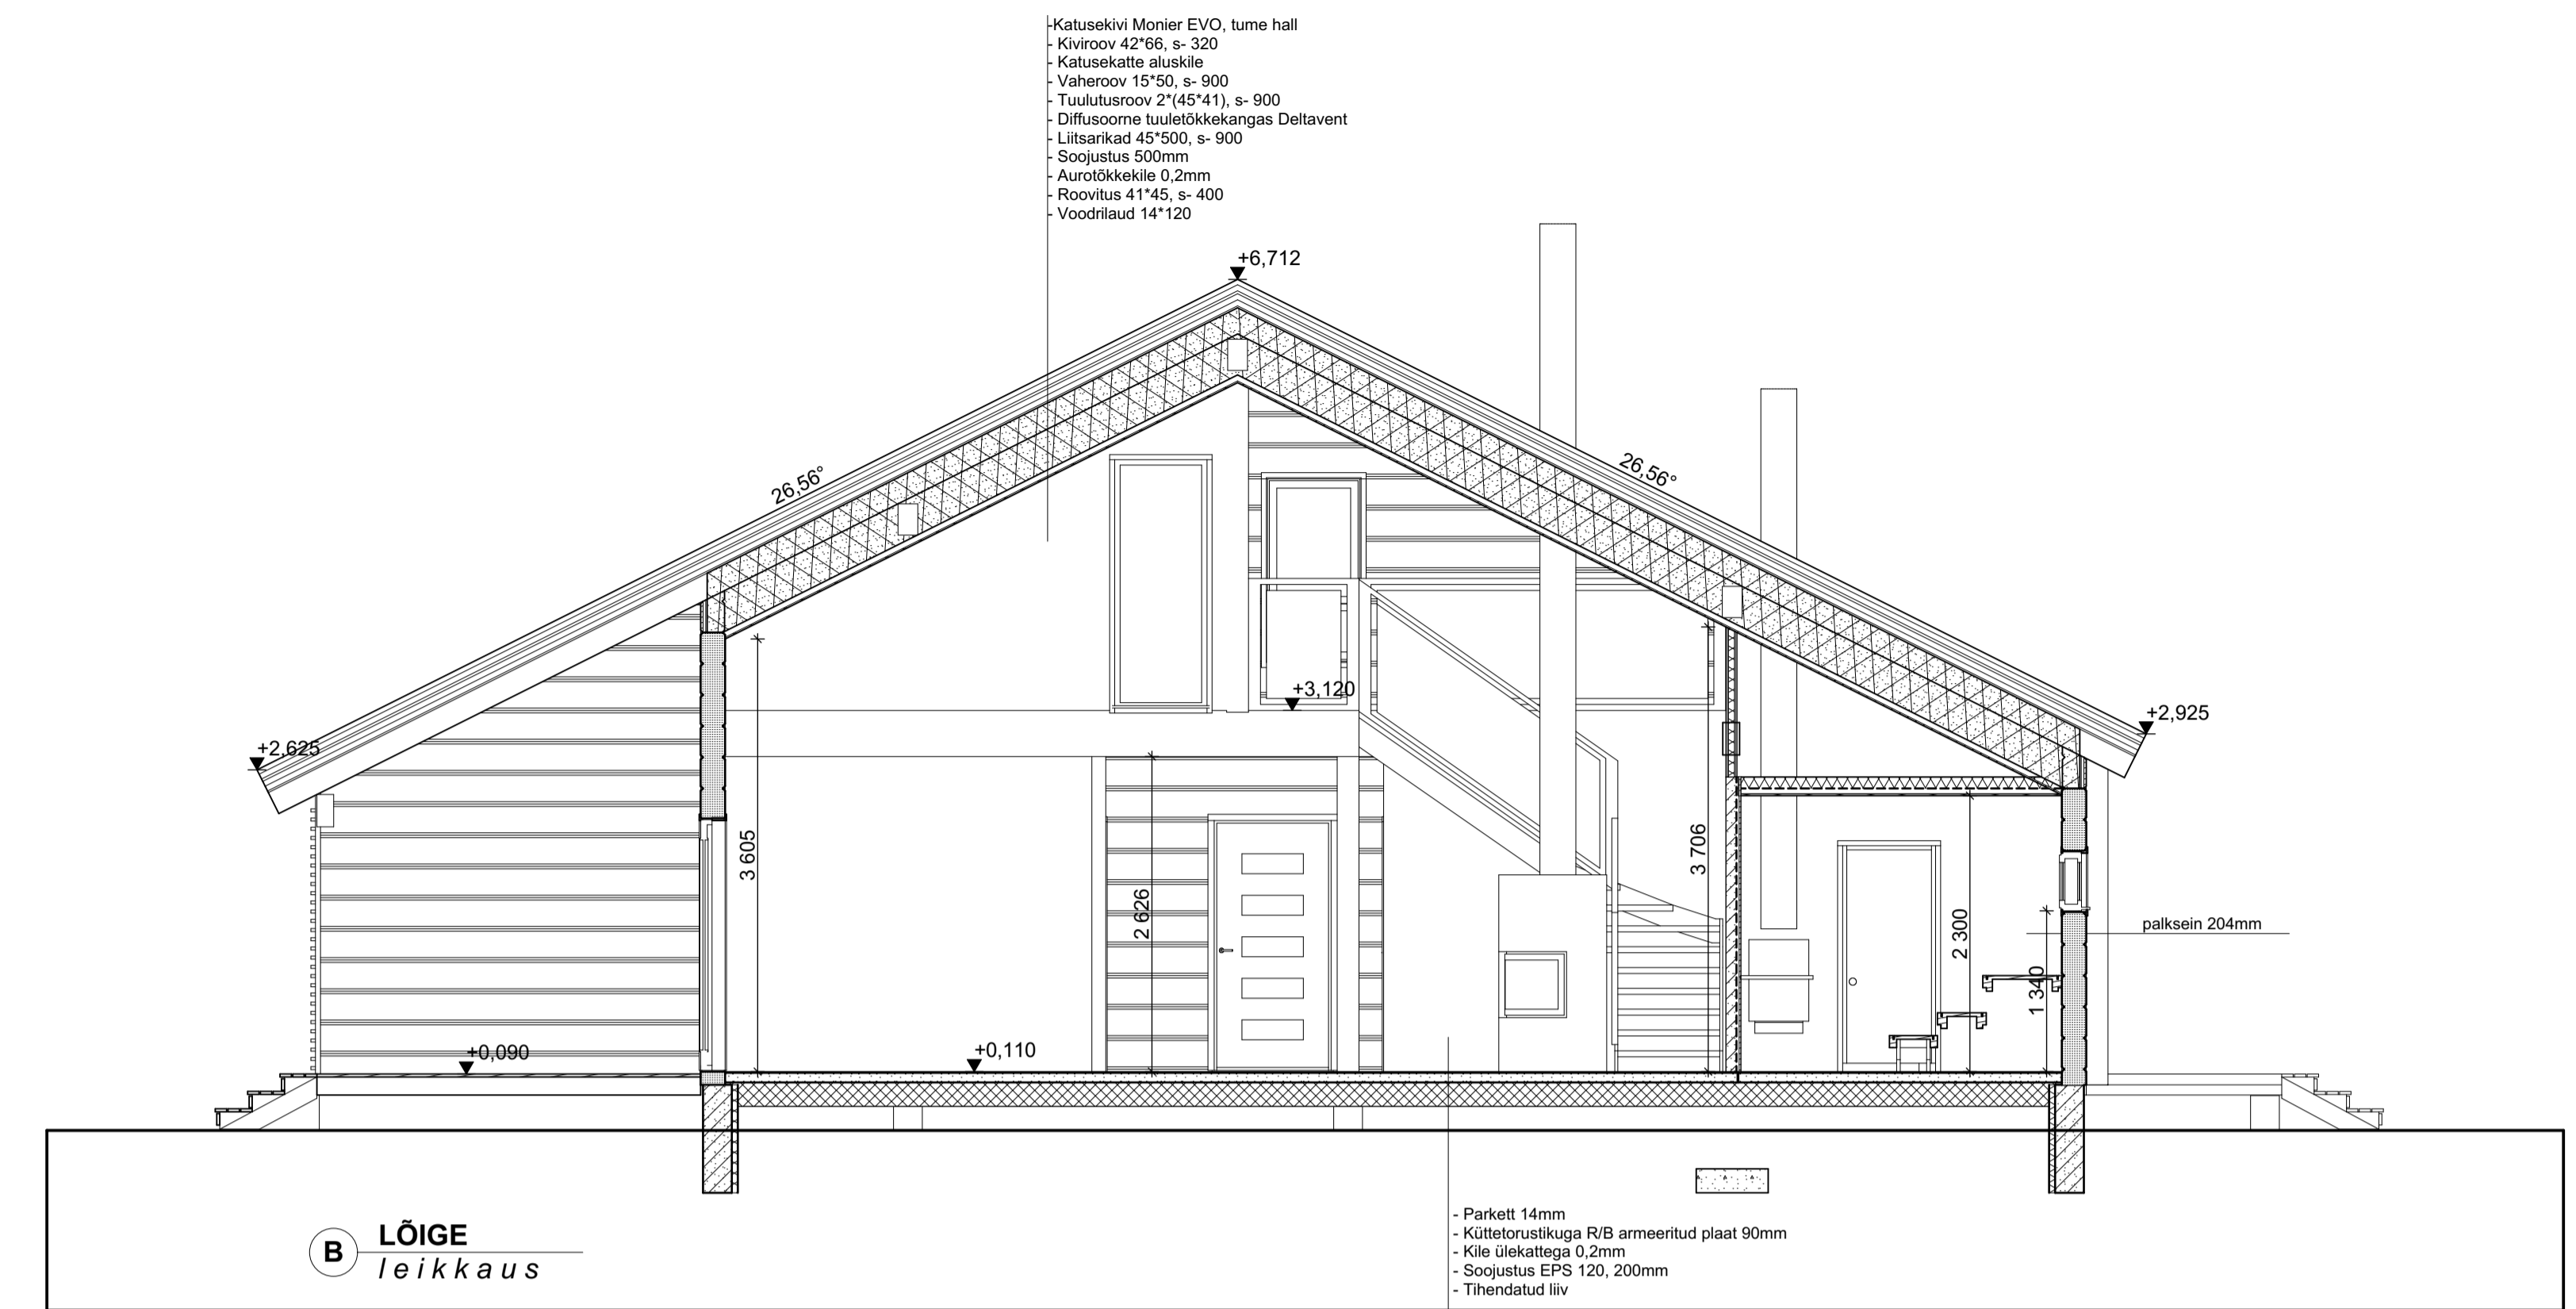 -Katusekivi Monier EVO, tume hall
- Kiviroov 42*66, s- 320
- Katusekatte aluskile
- Vaheroov 15*50, s- 900
- Tuulutusroov 2*(45*41), s- 900
- Diffusoorne tuuletõkkekangas Deltavent
- Liitsarikad 45*500, s- 900
- Soojustus 500mm
- Aurotõkkekile 0,2mm
- Roovitus 41*45, s- 400
- Voodrilaud 14*120
+6,712
26,56°
26,56°
+3,120
+2,925
+2,625
3 605
3 706
2 626
2 300
palksein 204mm
1 340
+0,090
+0,110
- Parkett 14mm
- Küttetorustikuga R/B armeeritud plaat 90mm
- Kile ülekattega 0,2mm
- Soojustus EPS 120, 200mm
- Tihendatud liiv
B
LÕIGE
leikkaus